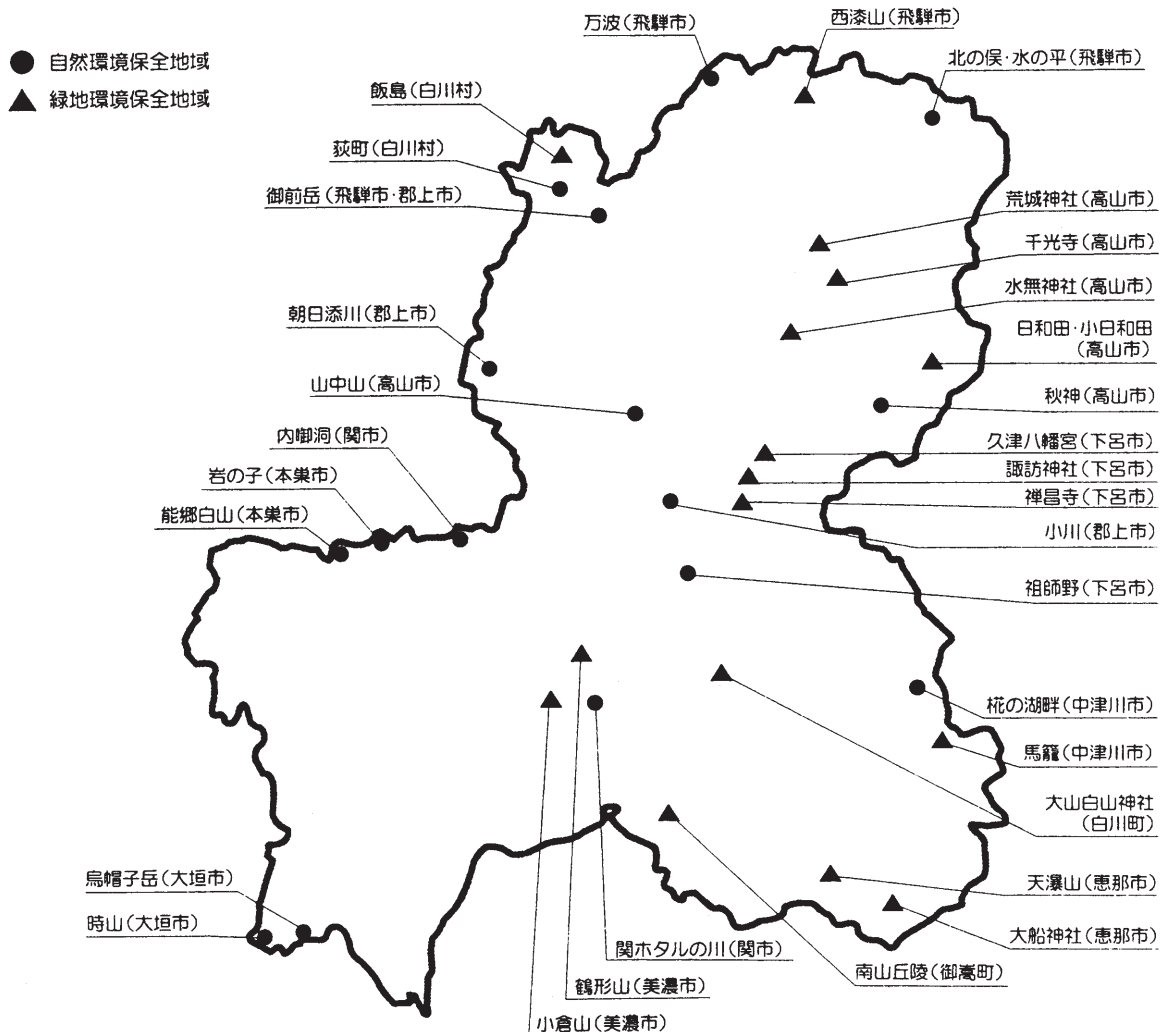 ● 自然環境保全地域
▲ 緑地環境保全地域
万波(飛騨市)
西漆山(飛騨市)
北の俣・水の平(飛騨市)
飯島(白川村)
荻町(白川村)
御前岳(飛騨市・郡上市)
荒城神社(高山市)
千光寺(高山市)
水無神社(高山市)
日和田・小日和田
(高山市)
朝日添川(郡上市)
山中山(高山市)
秋神(高山市)
内御洞(関市)
久津八幡宮(下呂市)
岩の子(本巣市)
諏訪神社(下呂市)
禅昌寺(下呂市)
能郷白山(本巣市)
小川(郡上市)
祖師野(下呂市)
椛の湖畔(中津川市)
馬籠(中津川市)
大山白山神社
(白川町)
烏帽子岳(大垣市)
天瀑山(恵那市)
時山(大垣市)
大船神社(恵那市)
関ホタルの川(関市)
南山丘陵(御嵩町)
鶴形山(美濃市)
小倉山(美濃市)